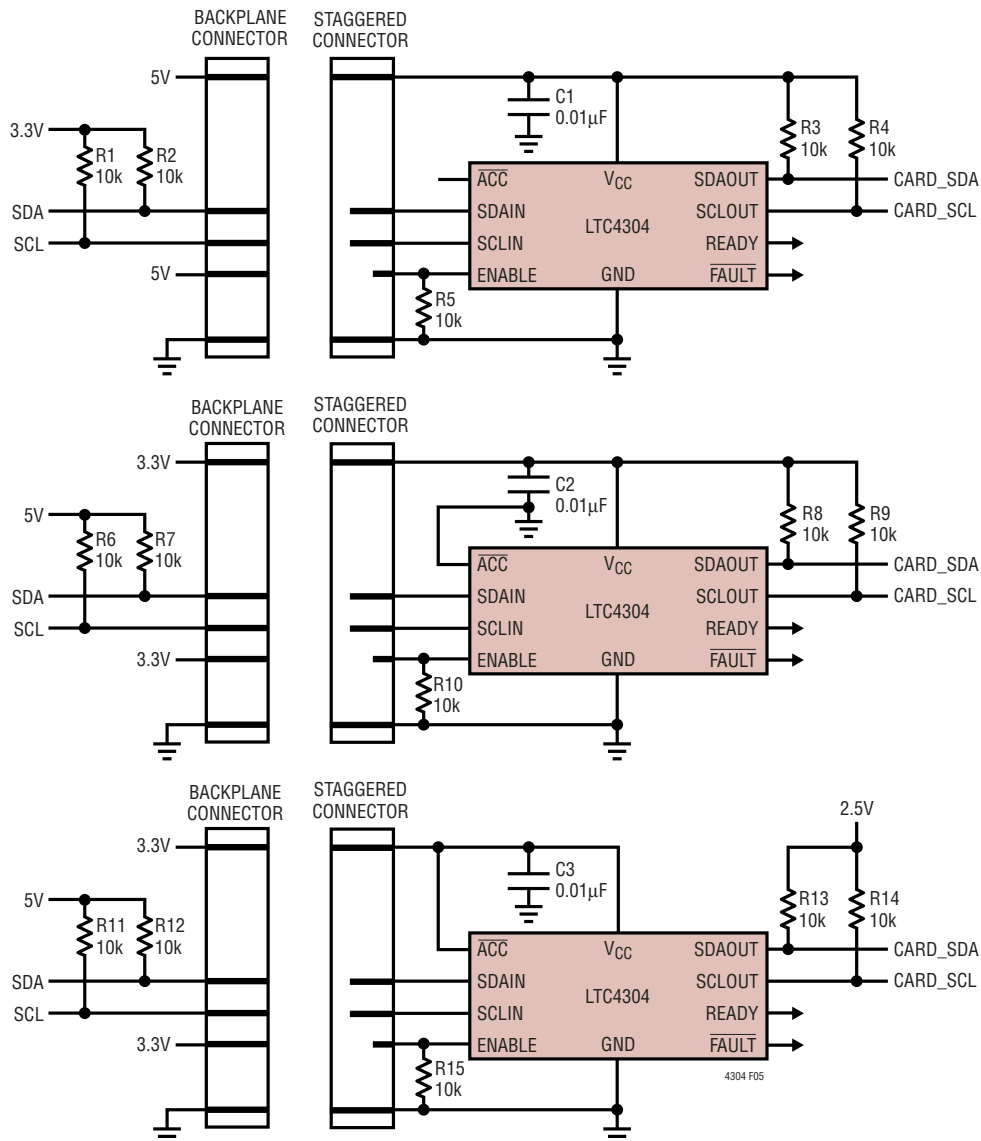 BACKPLANE
CONNECTOR
STAGGERED
CONNECTOR
5V
3.3V
R1
10k
R2
10k
SDA
SCL
5V
C1
0.01µF
R3
10k
R4
10k
ACC
VCC
SDAOUT
CARD_SDA
SDAIN
LTC4304
SCLOUT
CARD_SCL
SCLIN
READY
ENABLE
GND
FAULT
R5
10k
BACKPLANE
CONNECTOR
STAGGERED
CONNECTOR
3.3V
5V
R6
10k
R7
10k
SDA
SCL
3.3V
C2
0.01µF
R8
10k
R9
10k
ACC
VCC
SDAOUT
CARD_SDA
SDAIN
LTC4304
SCLOUT
CARD_SCL
SCLIN
READY
ENABLE
GND
FAULT
R10
10k
BACKPLANE
CONNECTOR
STAGGERED
CONNECTOR
3.3V
5V
R11
10k
R12
10k
SDA
SCL
3.3V
C3
0.01µF
2.5V
R13
10k
R14
10k
ACC
VCC
SDAOUT
CARD_SDA
SDAIN
LTC4304
SCLOUT
CARD_SCL
SCLIN
READY
ENABLE
GND
FAULT
R15
10k
4304 F05